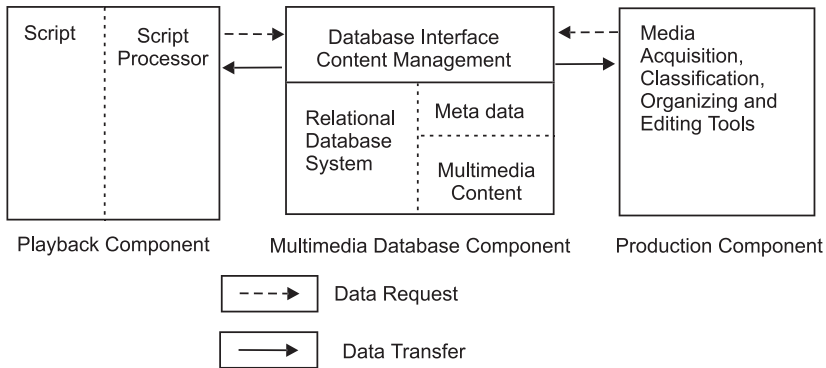 Script
Script
Processor
Database Interface
Content Management
Relational
Database
System
Meta data
Multimedia
Content
Media
Acquisition,
Classification,
Organizing and
Editing Tools
Playback Component
Multimedia Database Component
Production Component
Data Request
Data Transfer